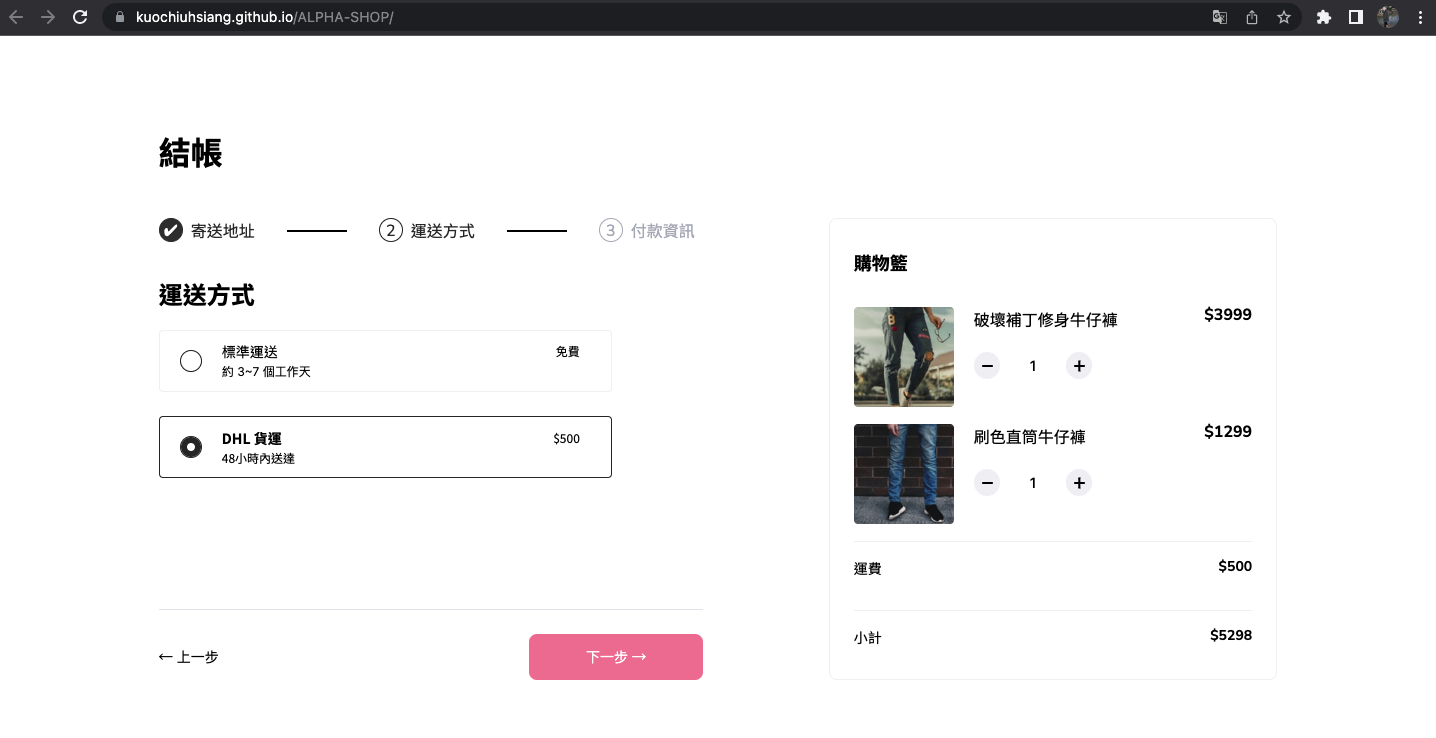 kuochiuhsiang.github.io/ALPHA-SHOP/
結帳
✔ 寄送地址 2 運送方式 3 付款資訊
運送方式
標準運送 免費
約 3~7 個工作天
DHL 貨運 $500
48小時內送達
← 上一步 下一步 →
購物籃
破壞補丁修身牛仔褲 $3999
− 1 +
刷色直筒牛仔褲 $1299
− 1 +
運費 $500
小計 $5298